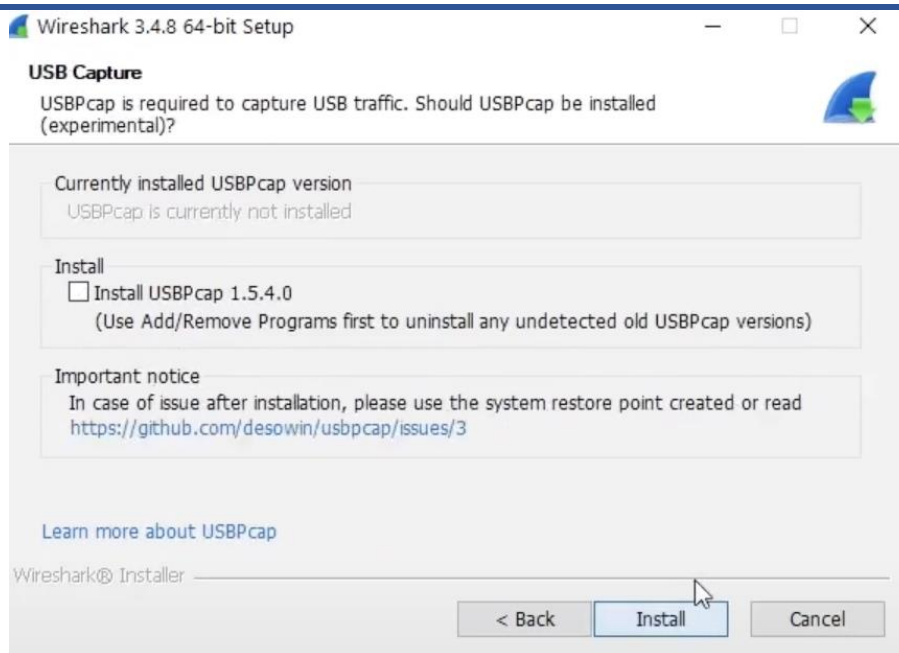 Wireshark 3.4.8 64-bit Setup
USB Capture
USBPcap is required to capture USB traffic. Should USBPcap be installed
(experimental)?
Currently installed USBPcap version
USBPcap is currently not installed
Install
Install USBPcap 1.5.4.0
(Use Add/Remove Programs first to uninstall any undetected old USBPcap versions)
Important notice
In case of issue after installation, please use the system restore point created or read
https://github.com/desowin/usbpcap/issues/3
Learn more about USBPcap
Wireshark® Installer
< Back
Install
Cancel